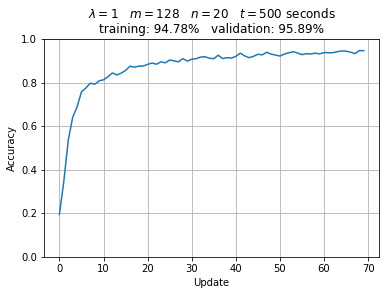 λ = 1 m = 128 n = 20 t = 500 seconds
training: 94.78% validation: 95.89%
1.0
0.8
0.6
0.4
0.2
0.0
Accuracy
0 10 20 30 40 50 60 70
Update